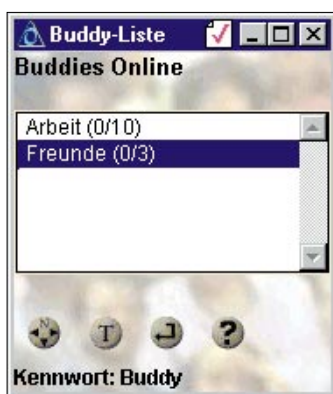 Buddy-Liste
Buddies Online
Arbeit (0/10)
Freunde (0/3)
N
T
?
Kennwort: Buddy